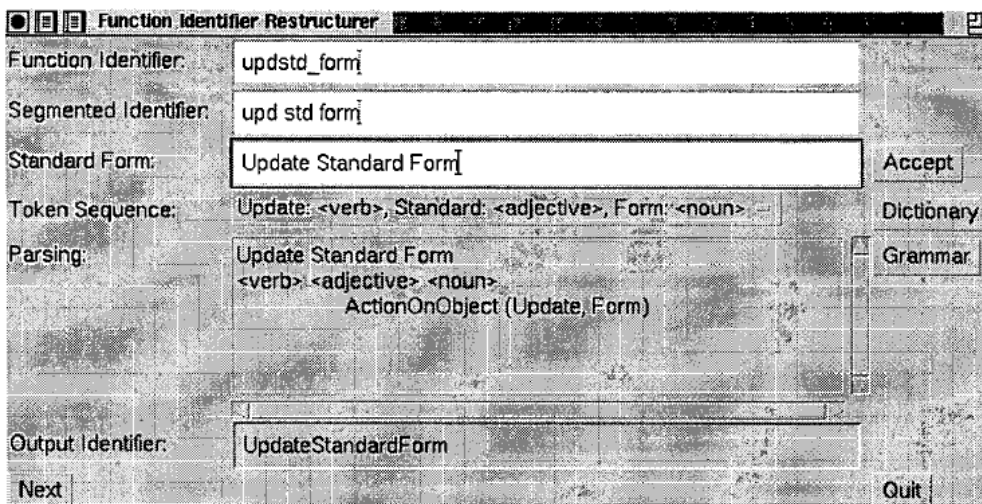 Function Identifier Restructurer
Function Identifier: updstd_form
Segmented Identifier: upd std form
Standard Form: Update Standard Form Accept
Token Sequence: Update: <verb>, Standard: <adjective>, Form: <noun> Dictionary
Parsing: Update Standard Form Grammar
<verb> <adjective> <noun>
ActionOnObject (Update, Form)
Output Identifier: UpdateStandardForm
Next Quit